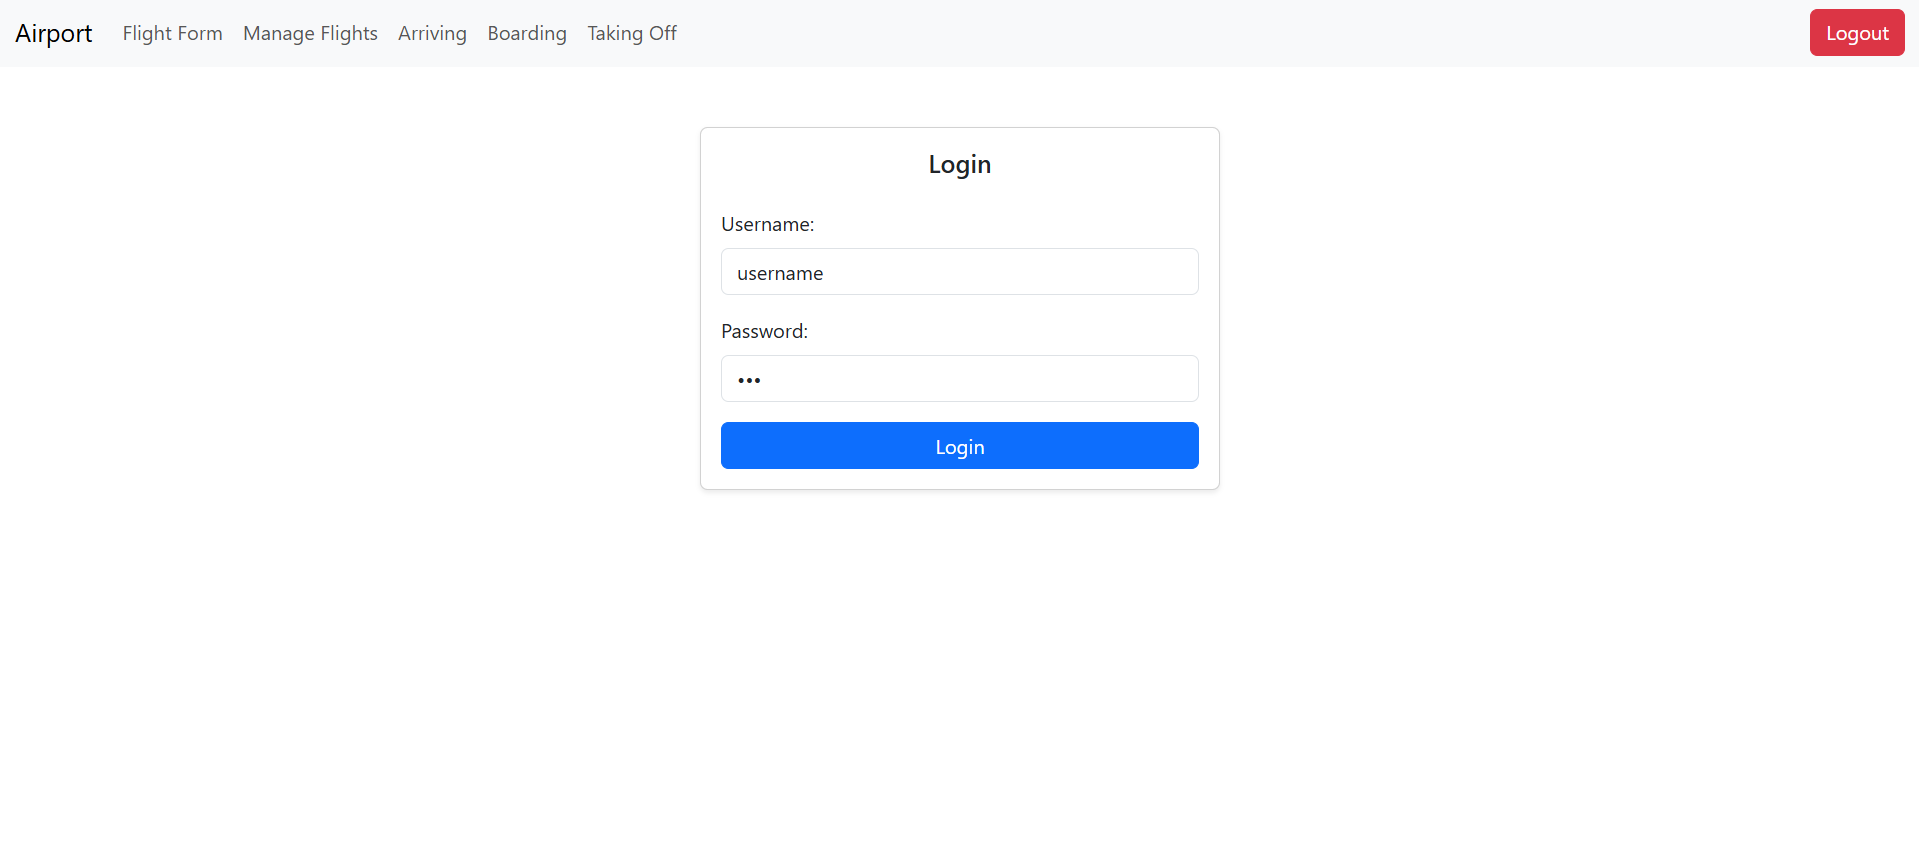 Airport Flight Form Manage Flights Arriving Boarding Taking Off Logout
Login
Username:
username
Password:
•••
Login